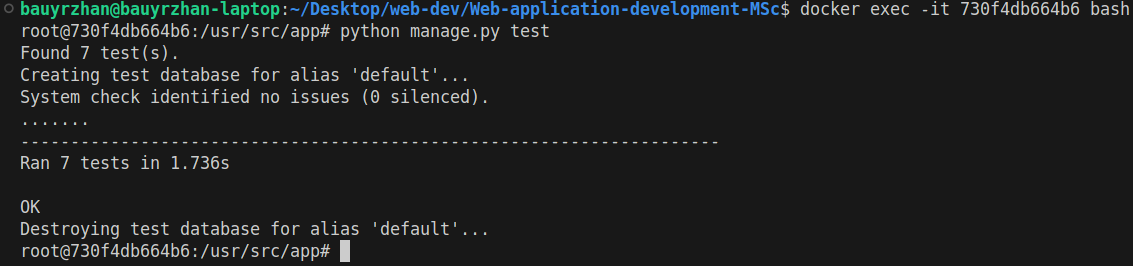 bauyrzhan@bauyrzhan-laptop:~/Desktop/web-dev/Web-application-development-MSc$ docker exec -it 730f4db664b6 bash
root@730f4db664b6:/usr/src/app# python manage.py test
Found 7 test(s).
Creating test database for alias 'default'...
System check identified no issues (0 silenced).
.......
----------------------------------------------------------------------
Ran 7 tests in 1.736s

OK
Destroying test database for alias 'default'...
root@730f4db664b6:/usr/src/app#